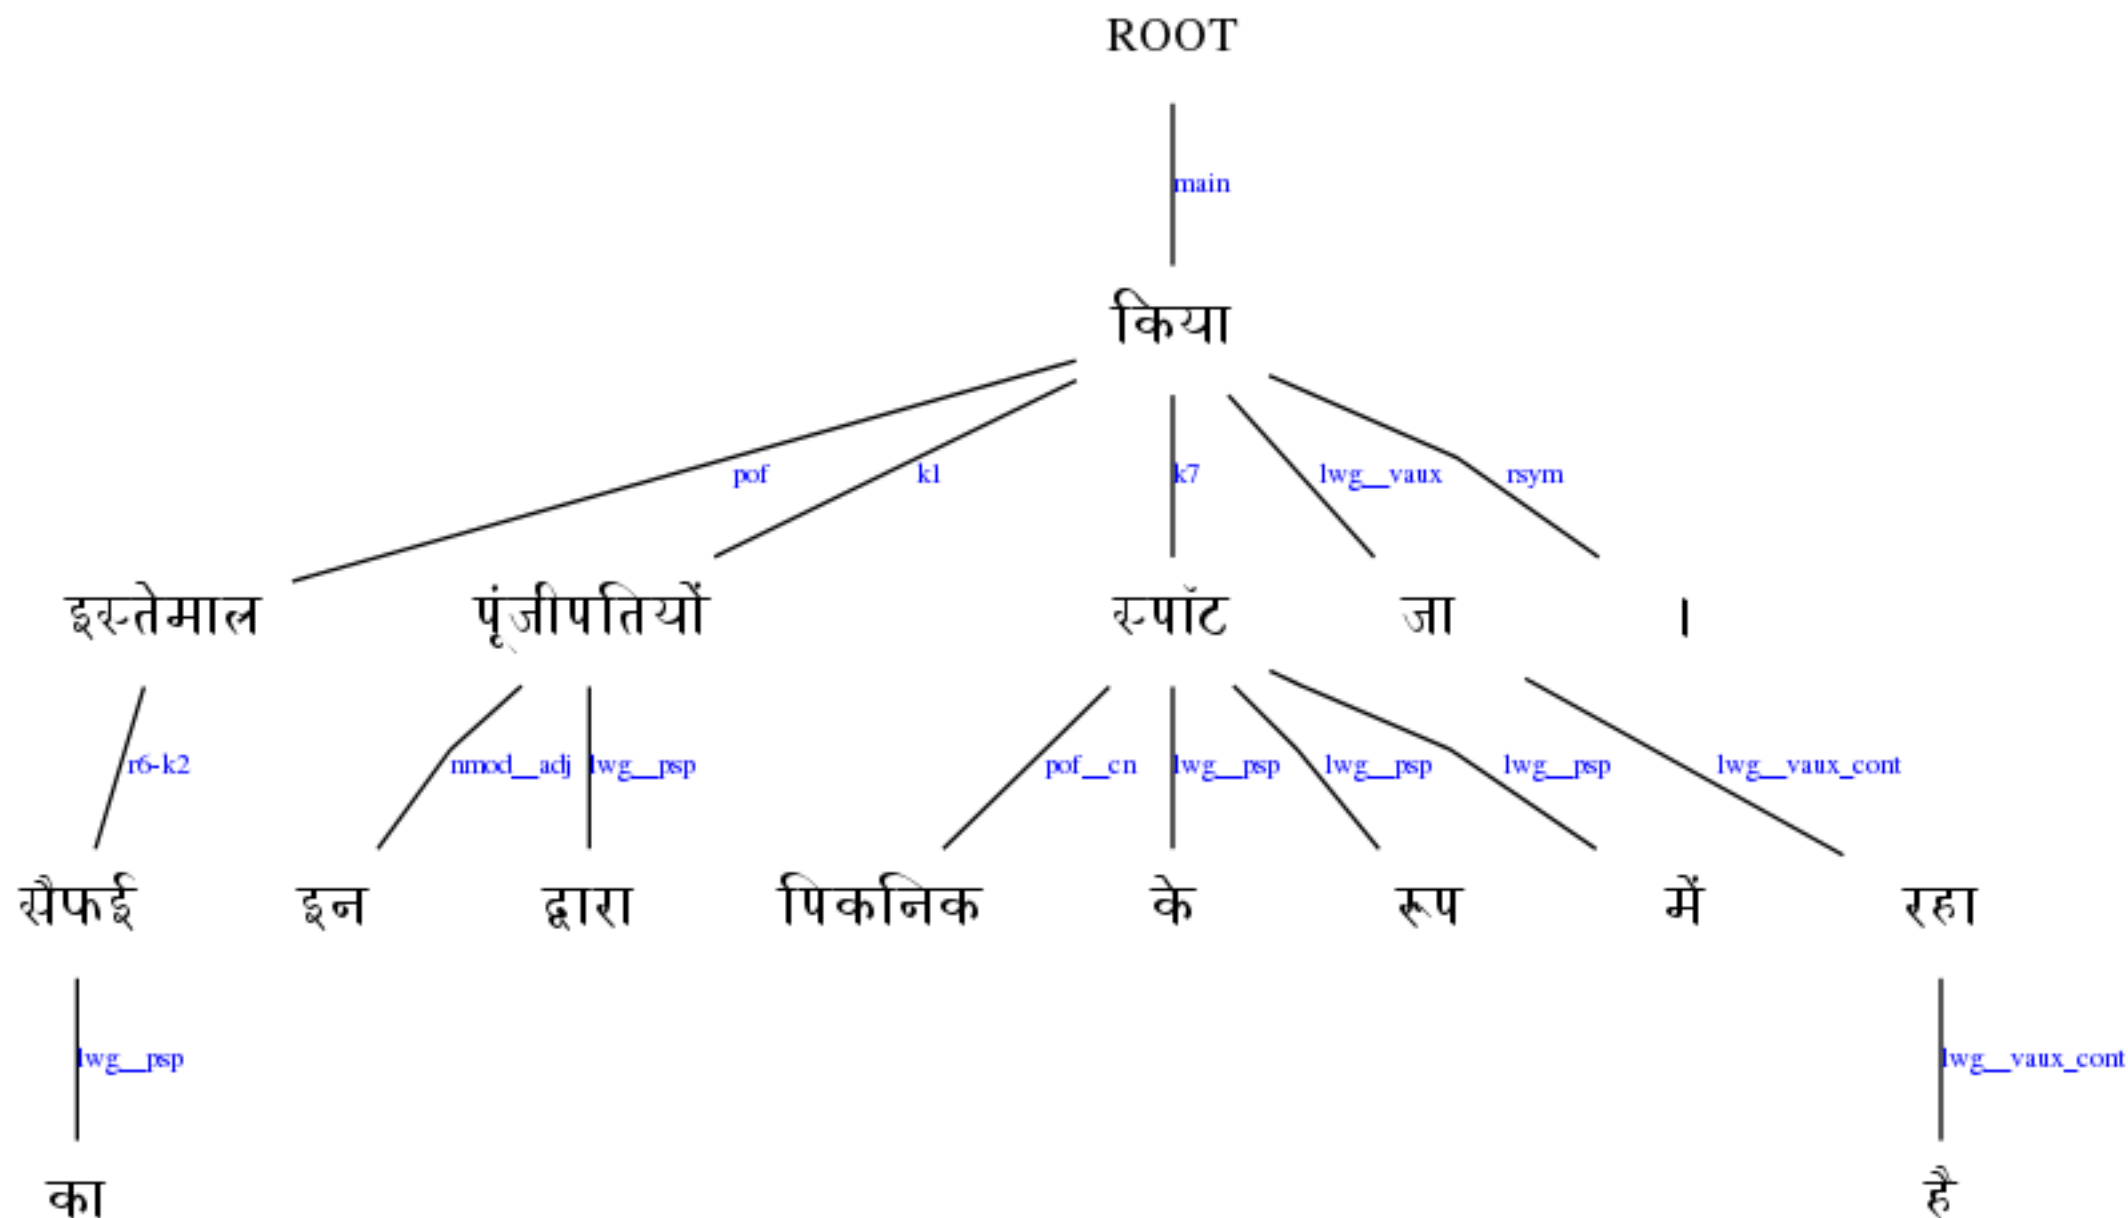 ROOT
main
किया
pof k1 k7 lwg__vaux rsym
इस्तेमाल पूंजीपतियों स्पॉट जा ।
r6-k2 nmod__adj lwg__psp pof__cn lwg__psp lwg__psp lwg__psp lwg__vaux_cont
सैफई इन द्वारा पिकनिक के रूप में रहा
lwg__psp lwg__vaux_cont
का है